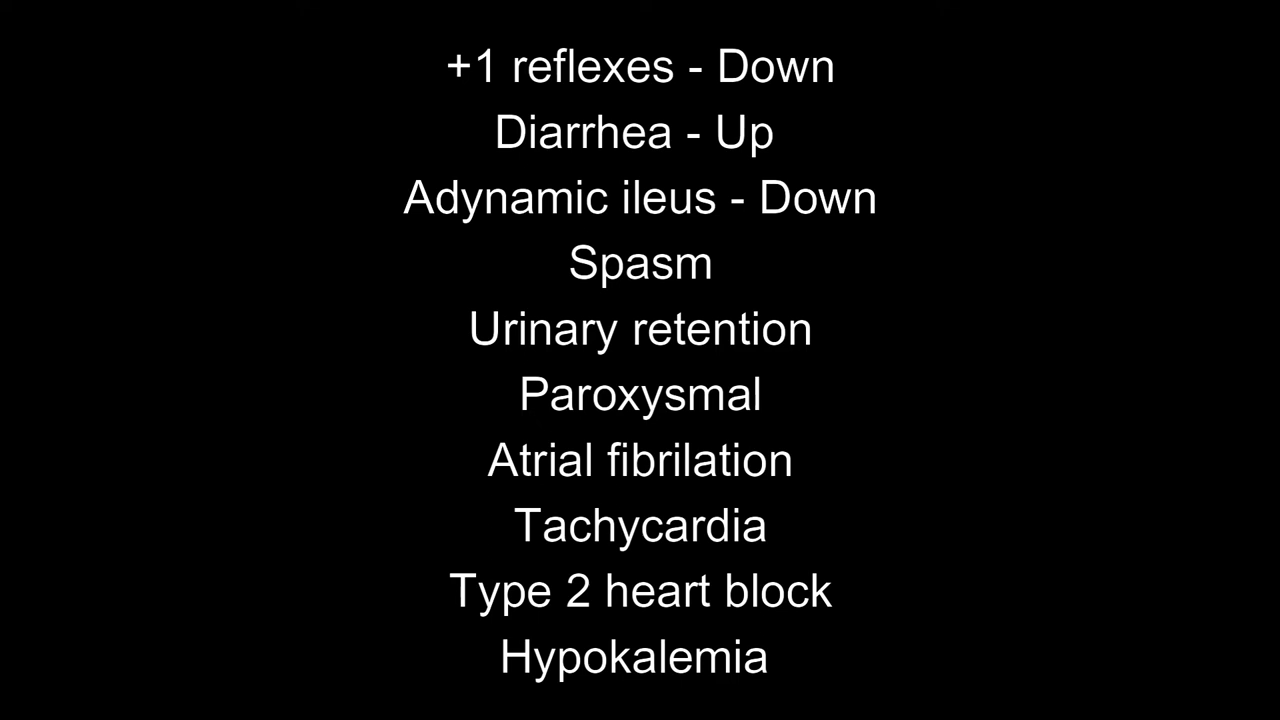 +1 reflexes - Down
Diarrhea - Up
Adynamic ileus - Down
Spasm
Urinary retention
Paroxysmal
Atrial fibrilation
Tachycardia
Type 2 heart block
Hypokalemia